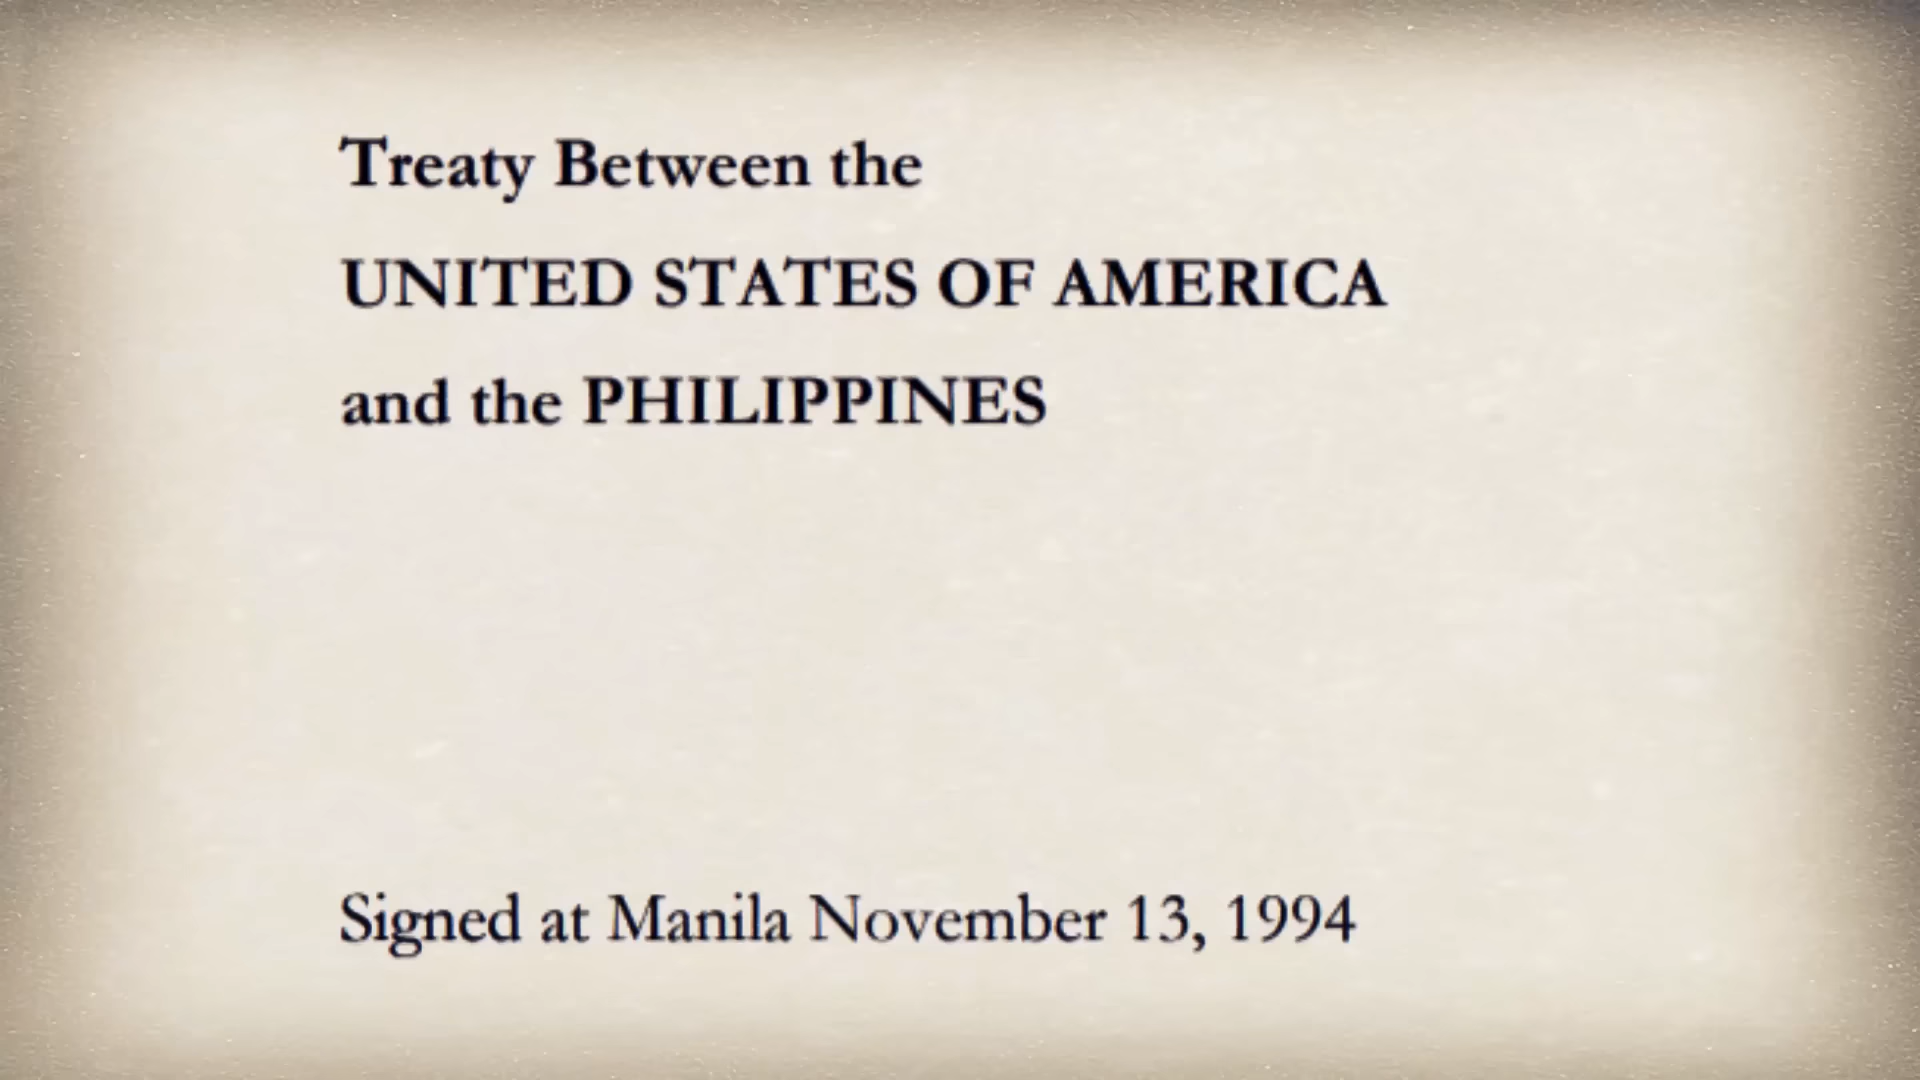 Treaty Between the
UNITED STATES OF AMERICA
and the PHILIPPINES
Signed at Manila November 13, 1994